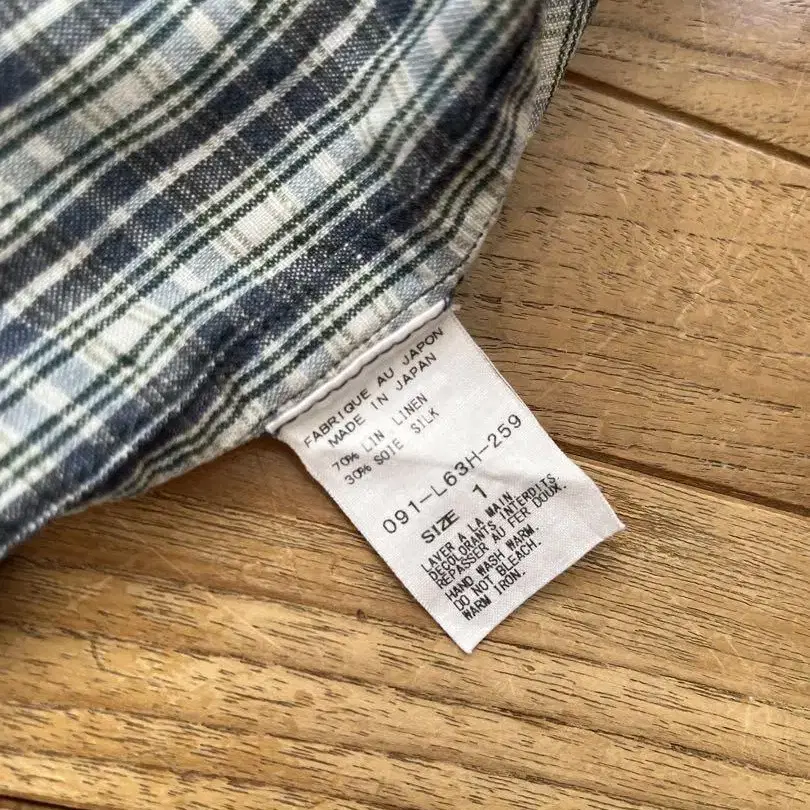 FABRIQUE AU JAPON
MADE IN JAPAN
70% LIN LINEN
30% SOIE SILK
091-L63H-259
SIZE 1
LAVER A LA MAIN
DECOLORANTS INTERDITS
REPASSER AU FER DOUX.
HAND WASH WARM.
DO NOT BLEACH.
WARM IRON.